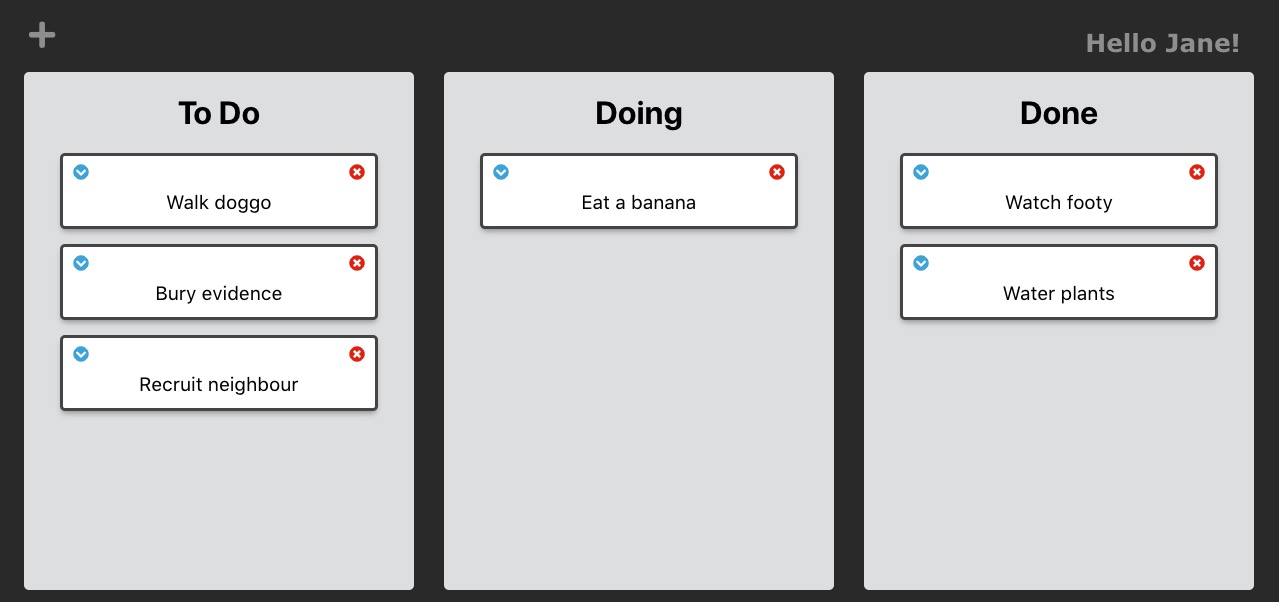 Hello Jane!
To Do
Walk doggo
Bury evidence
Recruit neighbour
Doing
Eat a banana
Done
Watch footy
Water plants